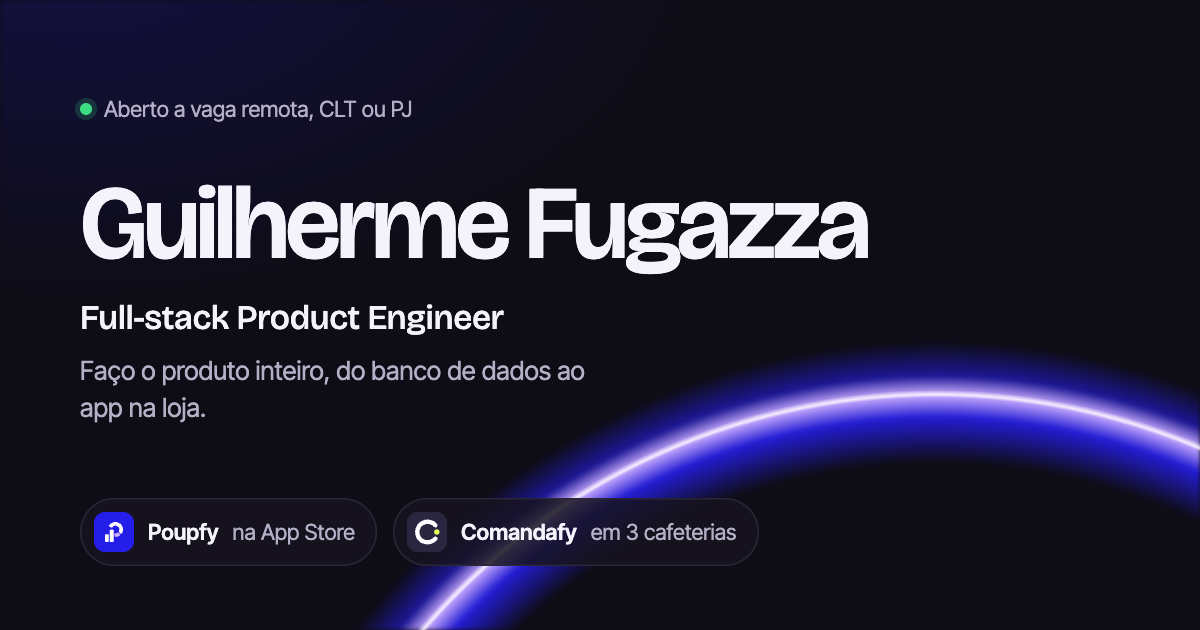 Aberto a vaga remota, CLT ou PJ
Guilherme Fugazza
Full-stack Product Engineer
Faço o produto inteiro, do banco de dados ao
app na loja.
Poupfy na App Store
Comandafy em 3 cafeterias